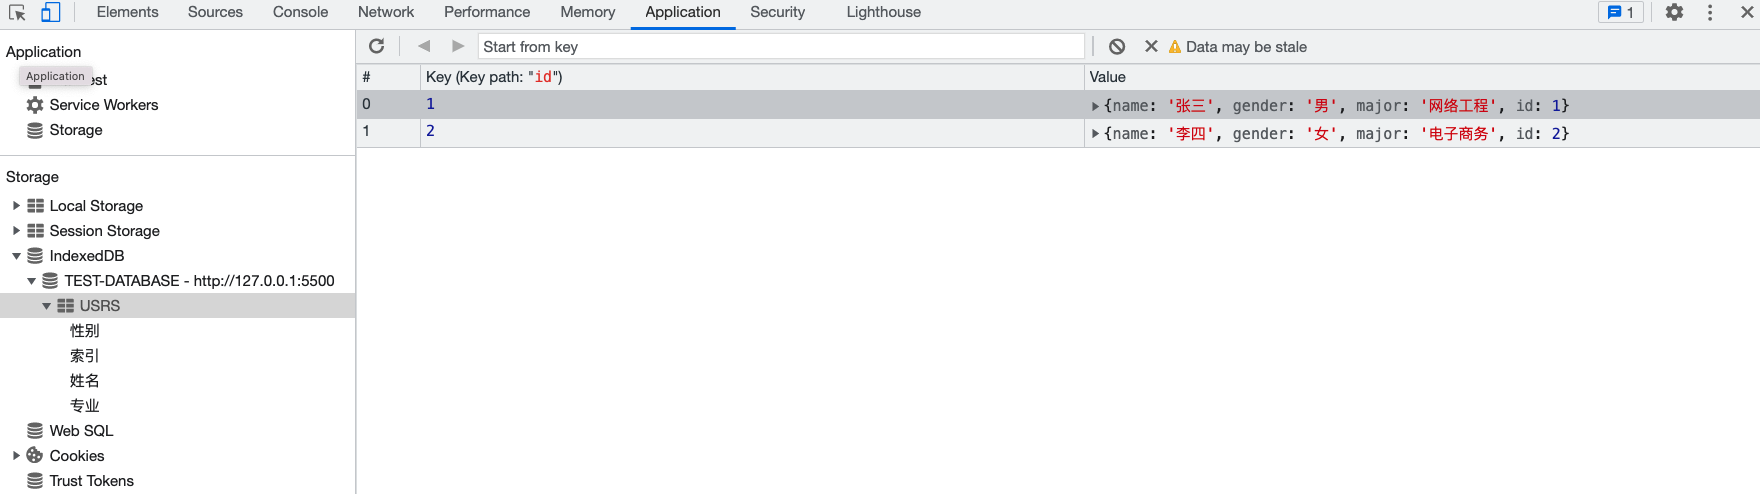 Elements Sources Console Network Performance Memory Application Security Lighthouse 1
Application
Application
est
Service Workers
Storage
Storage
Local Storage
Session Storage
IndexedDB
TEST-DATABASE - http://127.0.0.1:5500
USRS
性别
索引
姓名
专业
Web SQL
Cookies
Trust Tokens
Start from key Data may be stale
# Key (Key path: "id") Value
0 1 {name: '张三', gender: '男', major: '网络工程', id: 1}
1 2 {name: '李四', gender: '女', major: '电子商务', id: 2}